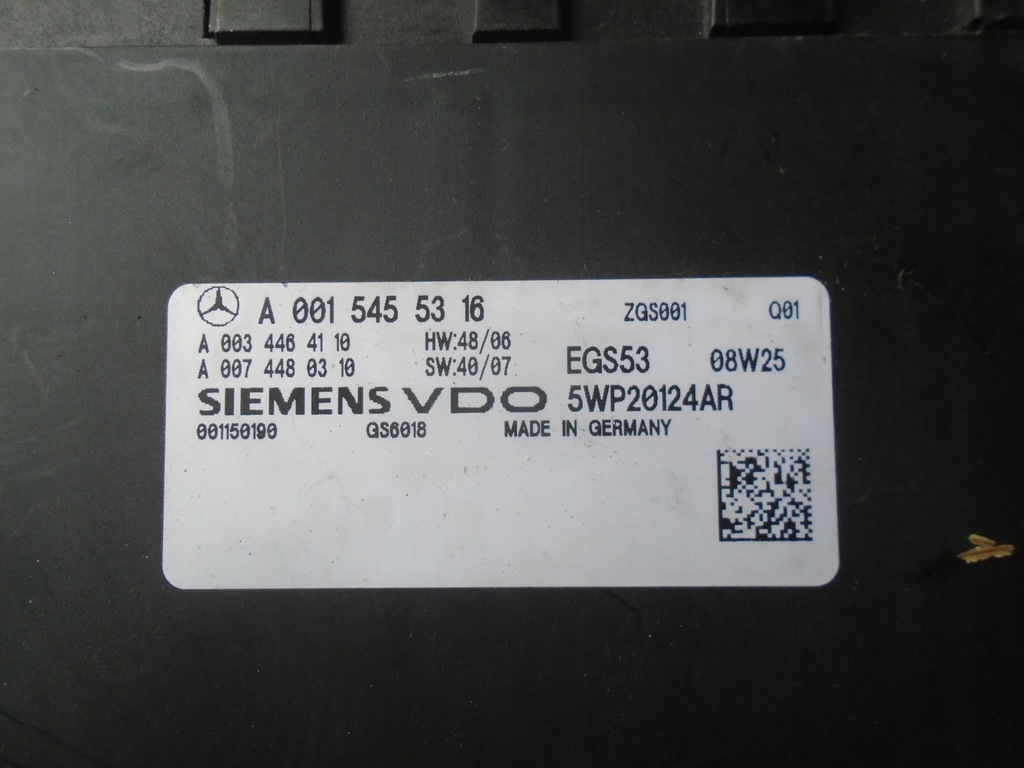 A 001 545 53 16 ZGS001 Q01
A 003 446 41 10 HW:48/06
A 007 448 03 10 SW:40/07 EGS53 08W25
SIEMENS VDO 5WP20124AR
001150190 GS6018 MADE IN GERMANY